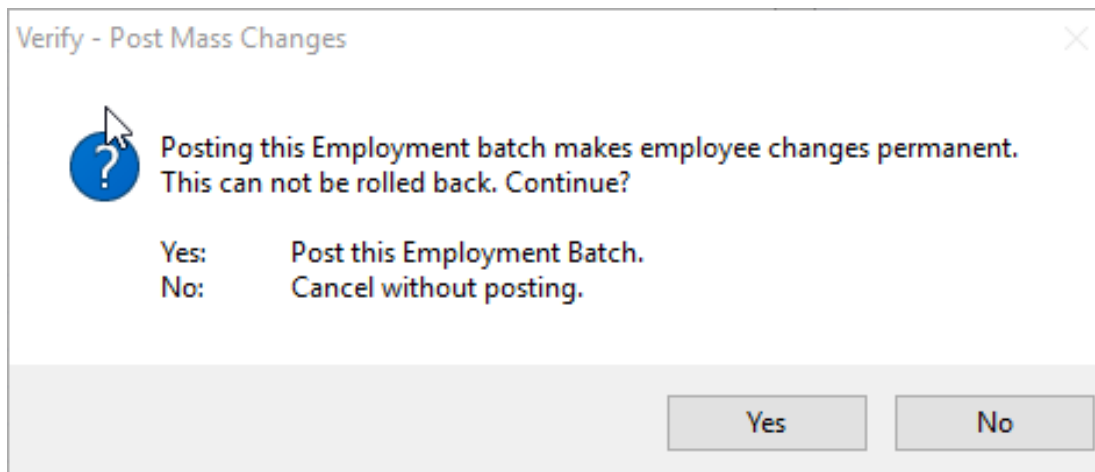 Verify - Post Mass Changes
Posting this Employment batch makes employee changes permanent.
This can not be rolled back. Continue?
Yes: Post this Employment Batch.
No: Cancel without posting.
Yes No